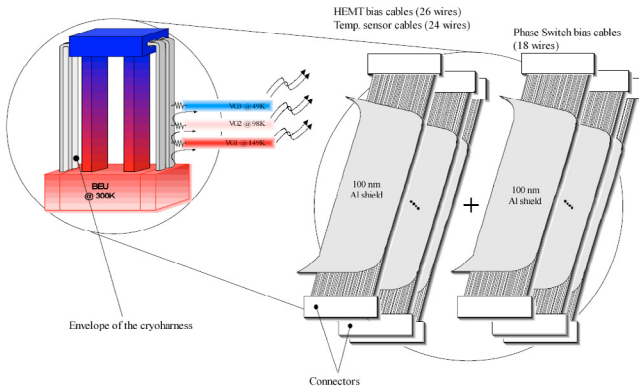 HEMT bias cables (26 wires)
Temp. sensor cables (24 wires)
Phase Switch bias cables
(18 wires)
VG3 @ 49K
VG2 @ 98K
VG1 @ 149K
BEU
@ 300K
100 nm
Al shield
+
100 nm
Al shield
Envelope of the cryoharness
Connectors